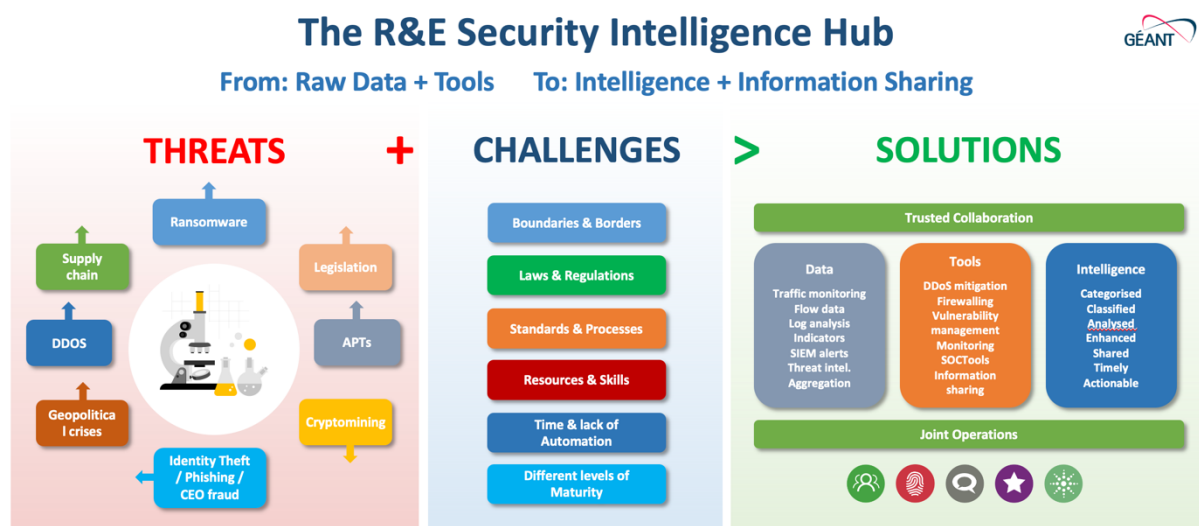 The R&E Security Intelligence Hub
GÉANT
From: Raw Data + Tools To: Intelligence + Information Sharing
THREATS
+
CHALLENGES
>
SOLUTIONS
Ransomware
Supply
chain
Legislation
DDOS
APTs
Geopolitica
l crises
Cryptomining
Identity Theft
/ Phishing /
CEO fraud
Boundaries & Borders
Laws & Regulations
Standards & Processes
Resources & Skills
Time & lack of
Automation
Different levels of
Maturity
Trusted Collaboration
Data
Traffic monitoring
Flow data
Log analysis
Indicators
SIEM alerts
Threat intel.
Aggregation
Tools
DDoS mitigation
Firewalling
Vulnerability
management
Monitoring
SOCTools
Information
sharing
Intelligence
Categorised
Classified
Analysed
Enhanced
Shared
Timely
Actionable
Joint Operations